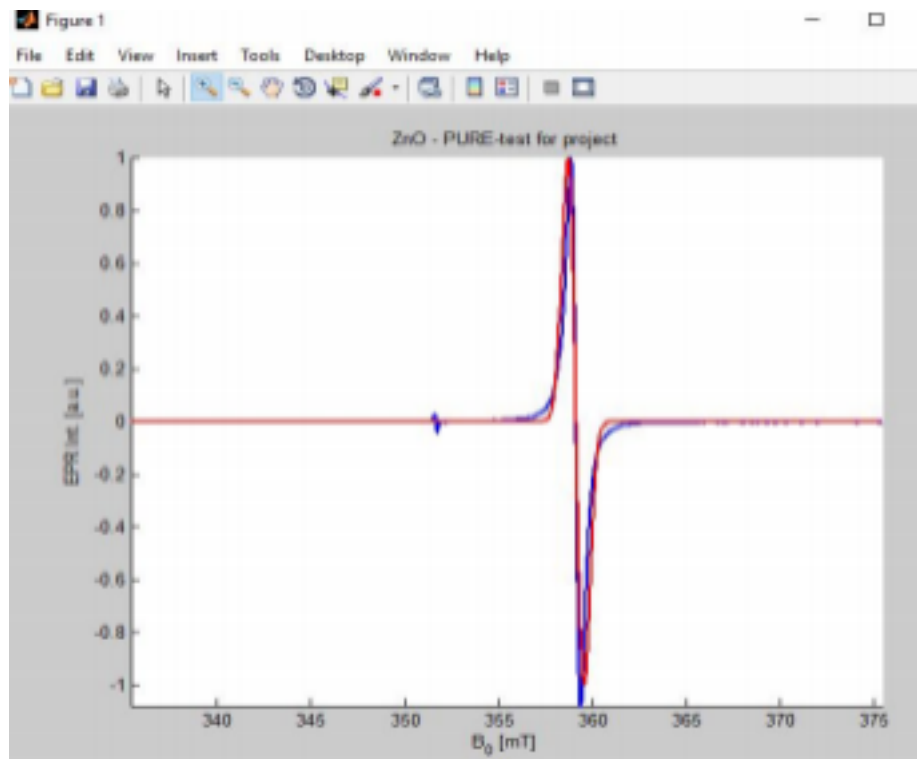 Figure 1
File Edit View Insert Tools Desktop Window Help
ZnO - PURE-test for project
1
0.8
0.6
0.4
0.2
0
-0.2
-0.4
-0.6
-0.8
-1
EPR Int. [a.u.]
340 345 350 355 360 365 370 375
B0 [mT]